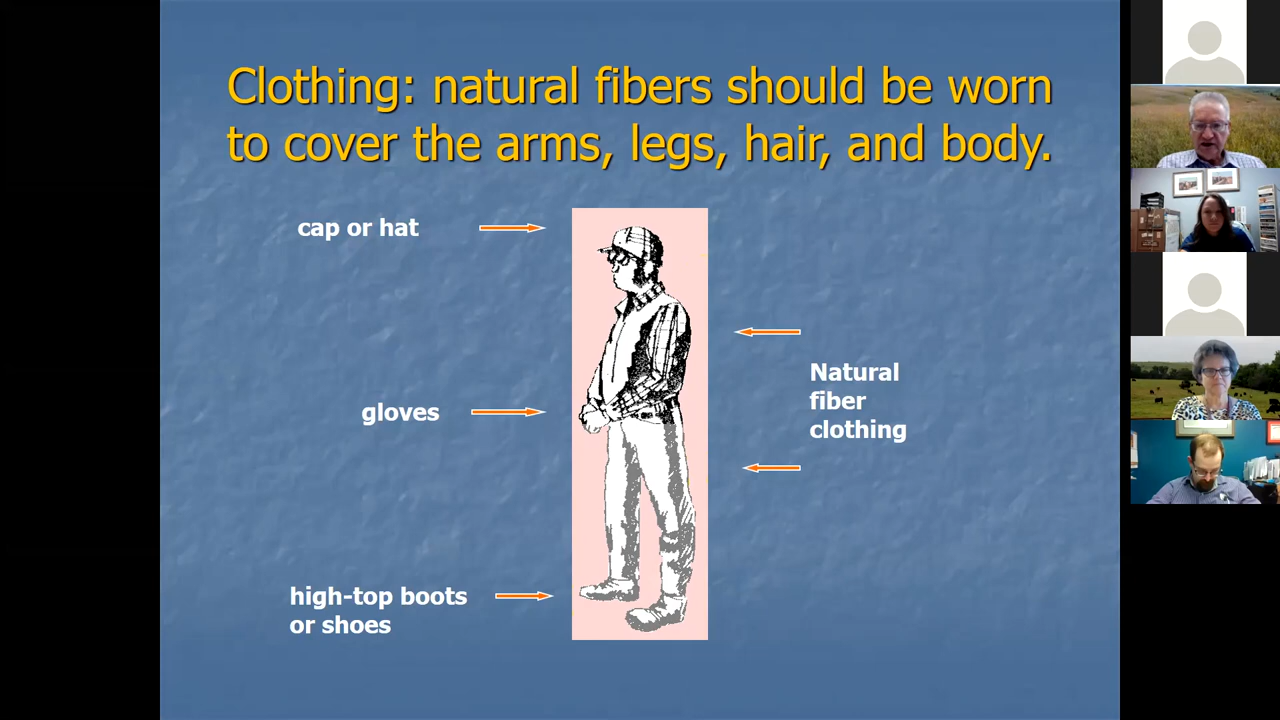 Clothing: natural fibers should be worn
to cover the arms, legs, hair, and body.
cap or hat
gloves
Natural
fiber
clothing
high-top boots
or shoes